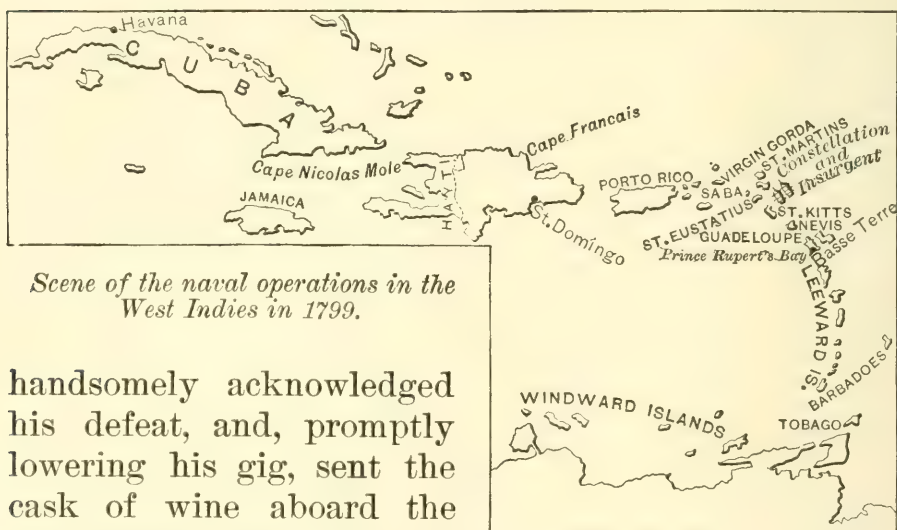 Havana
CUBA
Cape Francais
Cape Nicolas Mole
HAYTI
JAMAICA
St. Domingo
PORTO RICO
VIRGIN GORDA
ST. MARTINS
Constellation
and
Insurgent
SABA
ST. EUSTATIUS
ST. KITTS
NEVIS
GUADELOUPE
Basse Terre
Prince Rupert's Bay
LEEWARD IS.
BARBADOES
WINDWARD ISLANDS
TOBAGO
Scene of the naval operations in the
West Indies in 1799.
handsomely acknowledged
his defeat, and, promptly
lowering his gig, sent the
cask of wine aboard the